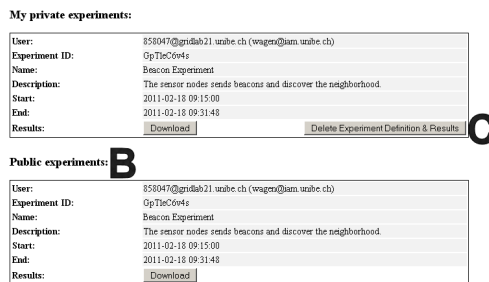 My private experiments:
User: 858047@gridlab21.unibe.ch (wagen@iam.unibe.ch)
Experiment ID: GpTleC6v4s
Name: Beacon Experiment
Description: The sensor nodes sends beacons and discover the neighborhood.
Start: 2011-02-18 09:15:00
End: 2011-02-18 09:31:48
Results: Download Delete Experiment Definition & Results C
Public experiments: B
User: 858047@gridlab21.unibe.ch (wagen@iam.unibe.ch)
Experiment ID: GpTleC6v4s
Name: Beacon Experiment
Description: The sensor nodes sends beacons and discover the neighborhood.
Start: 2011-02-18 09:15:00
End: 2011-02-18 09:31:48
Results: Download